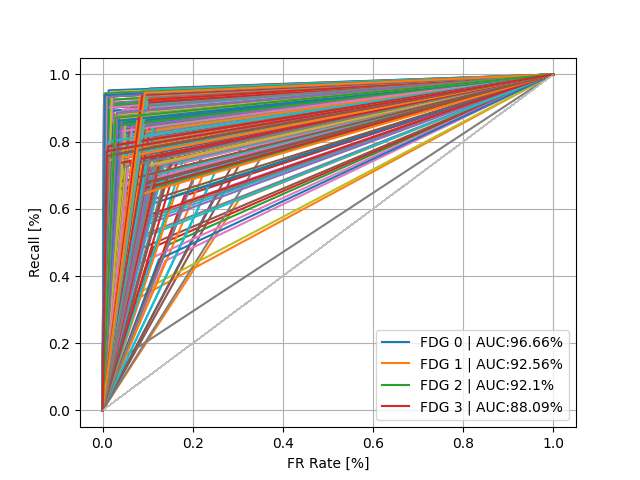 1.0
0.8
0.6
0.4
0.2
0.0
Recall [%]
FDG 0 | AUC:96.66%
FDG 1 | AUC:92.56%
FDG 2 | AUC:92.1%
FDG 3 | AUC:88.09%
0.0 0.2 0.4 0.6 0.8 1.0
FR Rate [%]